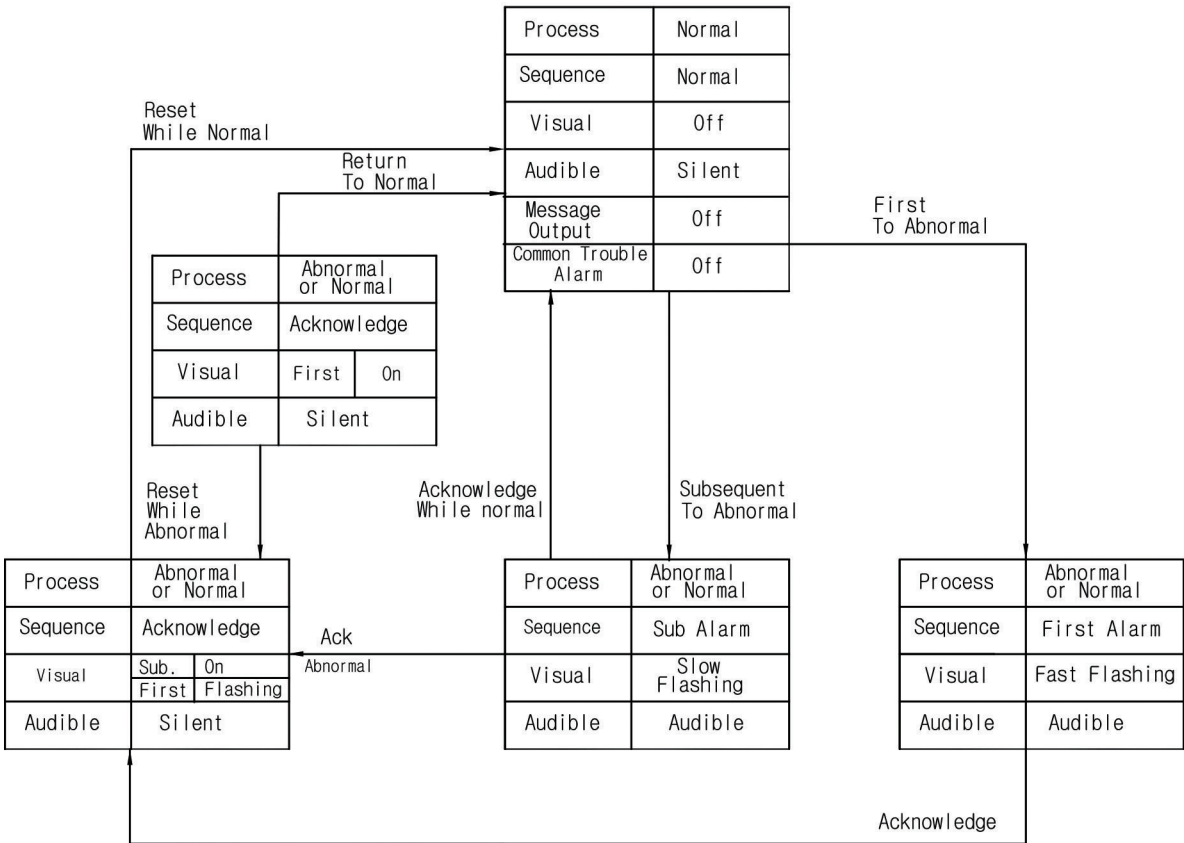 Process Normal
Sequence Normal
Visual Off
Audible Silent
Message
Output
Off
Common Trouble
Alarm
Off
Reset
While Normal
Return
To Normal
First
To Abnormal
Process
Abnormal
or Normal
Sequence Acknowledge
Visual First On
Audible Silent
Reset
While
Abnormal
Acknowledge
While normal
Subsequent
To Abnormal
Process
Abnormal
or Normal
Sequence Acknowledge
Visual
Sub. On
First Flashing
Audible Silent
Ack
Abnormal
Process
Abnormal
or Normal
Sequence Sub Alarm
Visual
Slow
Flashing
Audible Audible
Process
Abnormal
or Normal
Sequence First Alarm
Visual Fast Flashing
Audible Audible
Acknowledge